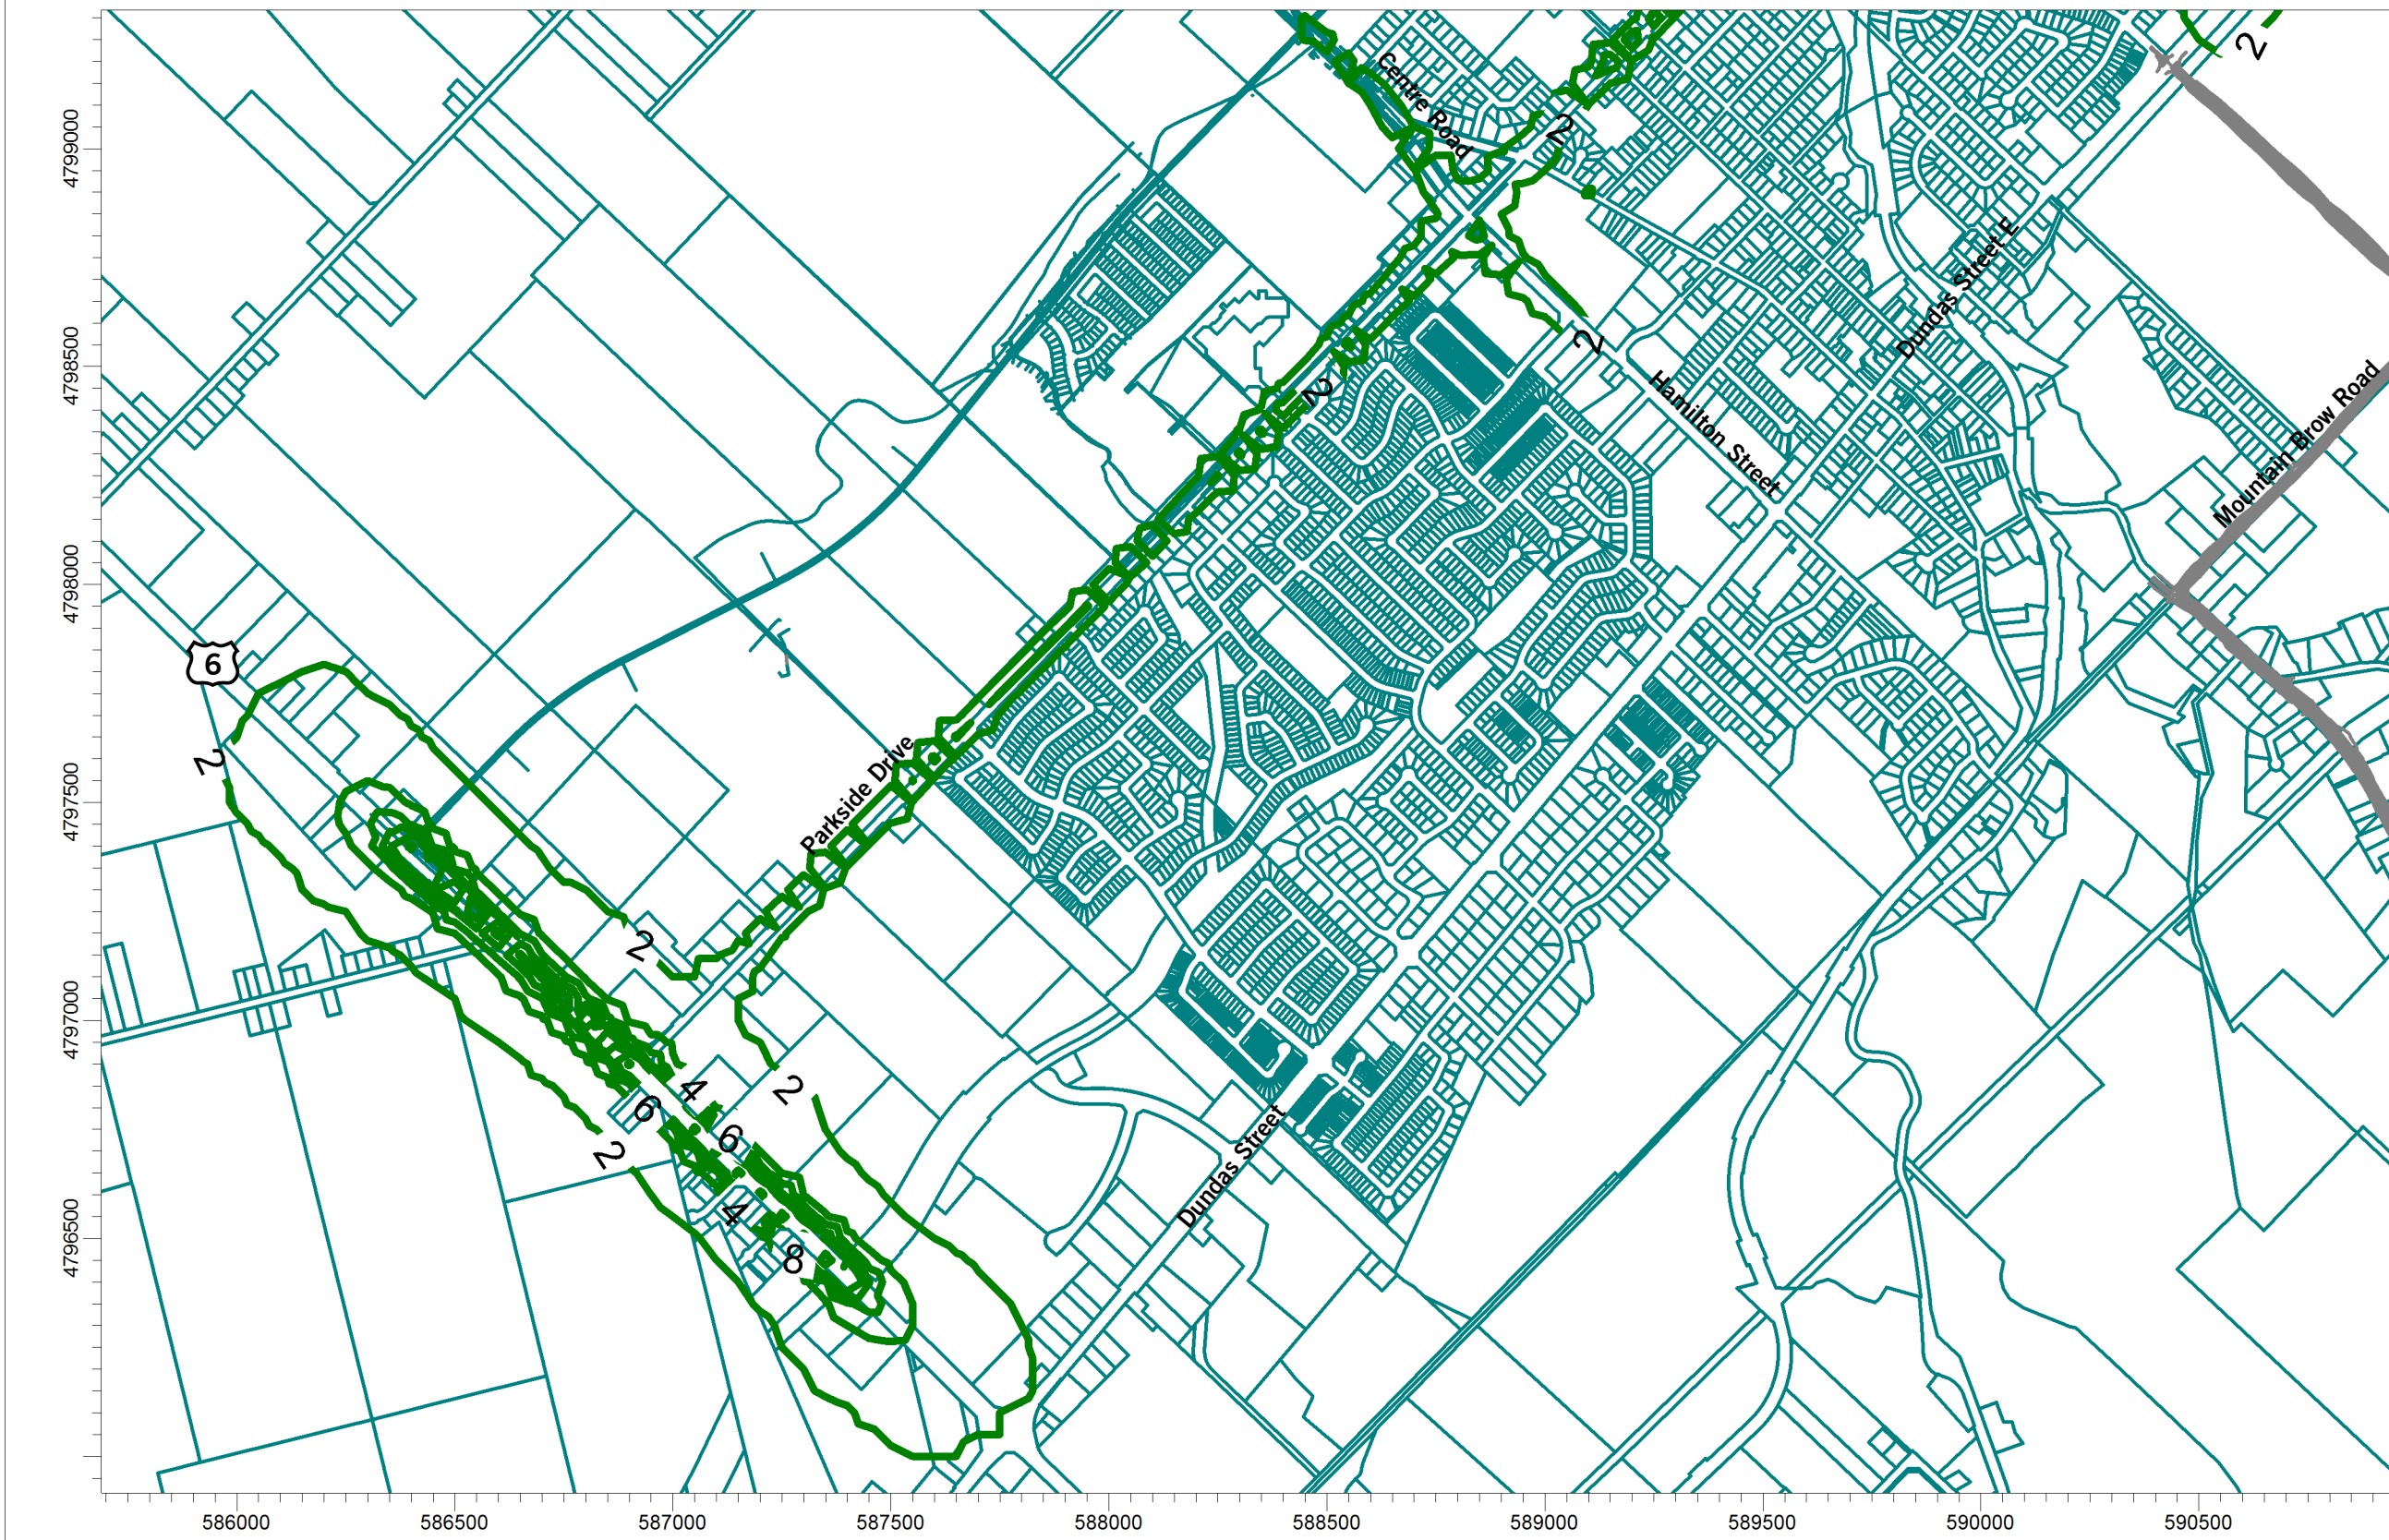 2
Centre Road
2
4799000
Dundas Street E
4798500
2
2
Hamilton Street
Mountain Brow Road
4798000
6
2
Parkside Drive
4797500
2
4797000
4
2
6
6
2
4
Dundas Street
4796500
8
586000 586500 587000 587500 588000 588500 589000 589500 590000 590500